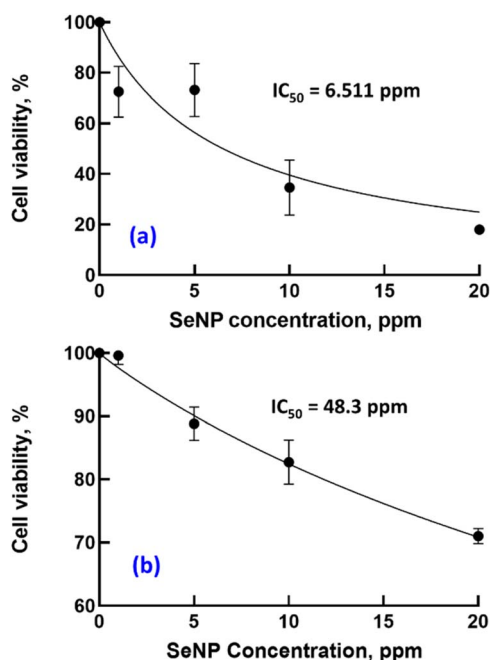 100
80
60
40
20
0
Cell viability, %
IC50 = 6.511 ppm
(a)
0 5 10 15 20
SeNP concentration, ppm
100
90
80
70
60
Cell viability, %
IC50 = 48.3 ppm
(b)
0 5 10 15 20
SeNP Concentration, ppm